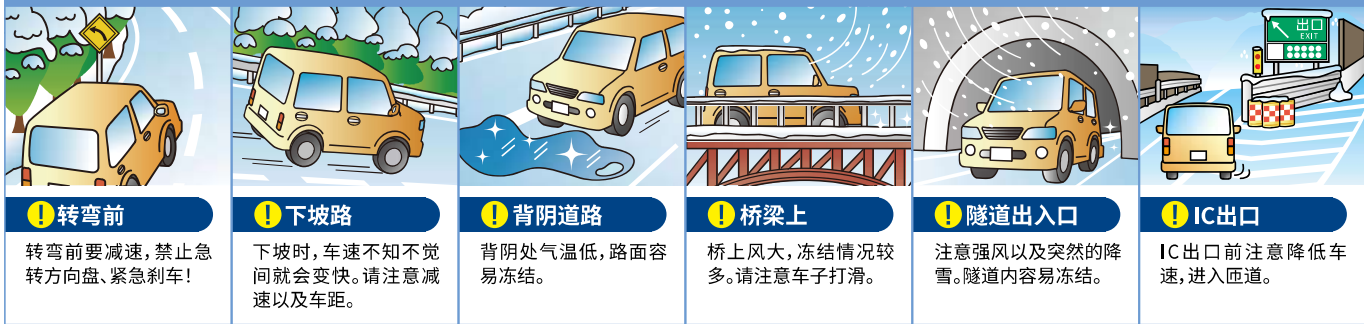 出口
EXIT
! 转弯前
转弯前要减速,禁止急
转方向盘、紧急刹车!
! 下坡路
下坡时,车速不知不觉
间就会变快。请注意减
速以及车距。
! 背阴道路
背阴处气温低,路面容
易冻结。
! 桥梁上
桥上风大,冻结情况较
多。请注意车子打滑。
! 隧道出入口
注意强风以及突然的降
雪。隧道内容易冻结。
! IC出口
IC出口前注意降低车
速,进入匝道。